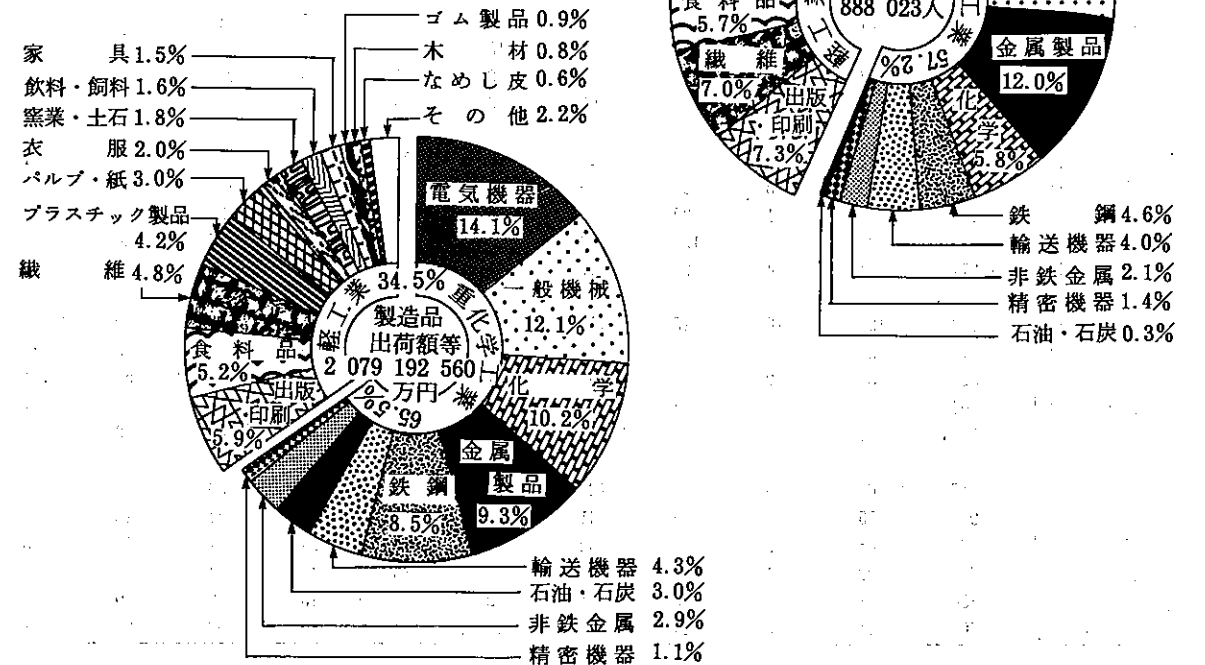 ゴム製品 0.9%
木材 0.8%
なめし皮 0.6%
その他 2.2%
家具 1.5%
飲料・飼料 1.6%
窯業・土石 1.8%
衣服 2.0%
パルプ・紙 3.0%
プラスチック製品
4.2%
繊維 4.8%
食料品
5.2%
出版
・印刷
5.9%
電気機器
14.1%
一般機械
12.1%
化学
10.2%
金属
製品
9.3%
鉄鋼
8.5%
軽工業 34.5%
重化学工業
65.5%
製造品
出荷額等
2 079 192 560
万円
輸送機器 4.3%
石油・石炭 3.0%
非鉄金属 2.9%
精密機器 1.1%
食料品
5.7%
繊維
7.0%
出版
・印刷
7.3%
888 023人
57.2%
金属製品
12.0%
化学
5.8%
鉄鋼 4.6%
輸送機器 4.0%
非鉄金属 2.1%
精密機器 1.4%
石油・石炭 0.3%